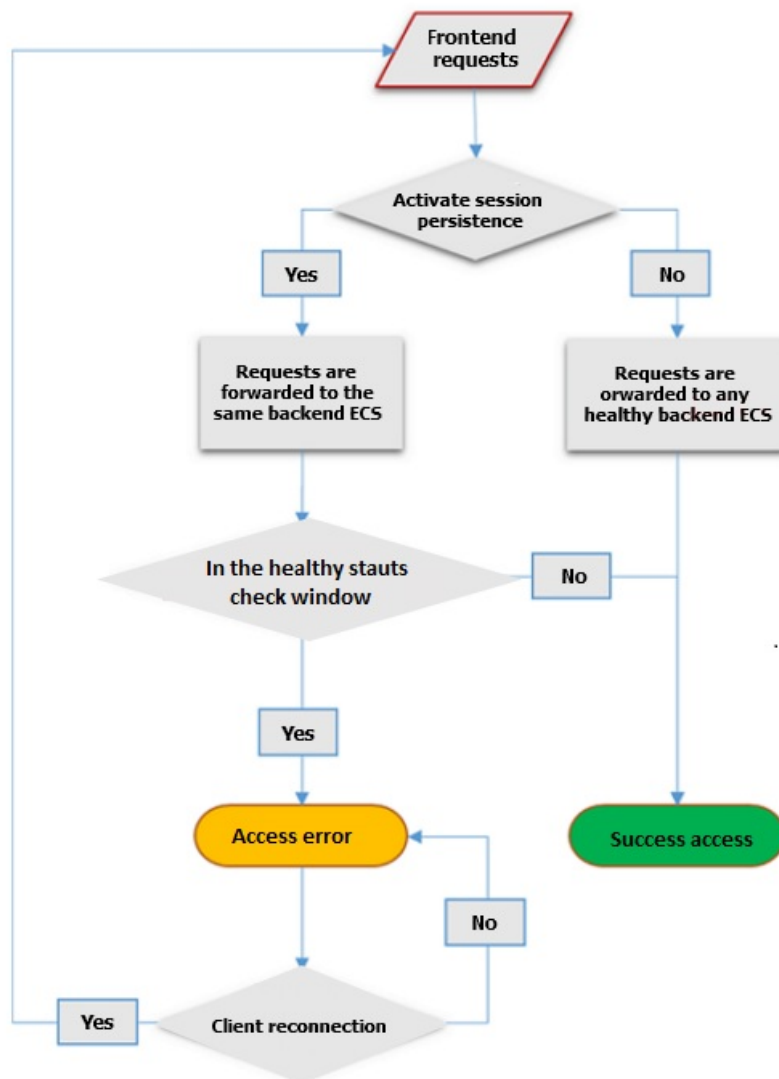 Frontend
requests
Activate session
persistence
Yes
No
Requests are
forwarded to the
same backend ECS
Requests are
orwarded to any
healthy backend ECS
In the healthy stauts
check window
No
Yes
Access error
Success access
No
Yes
Client reconnection